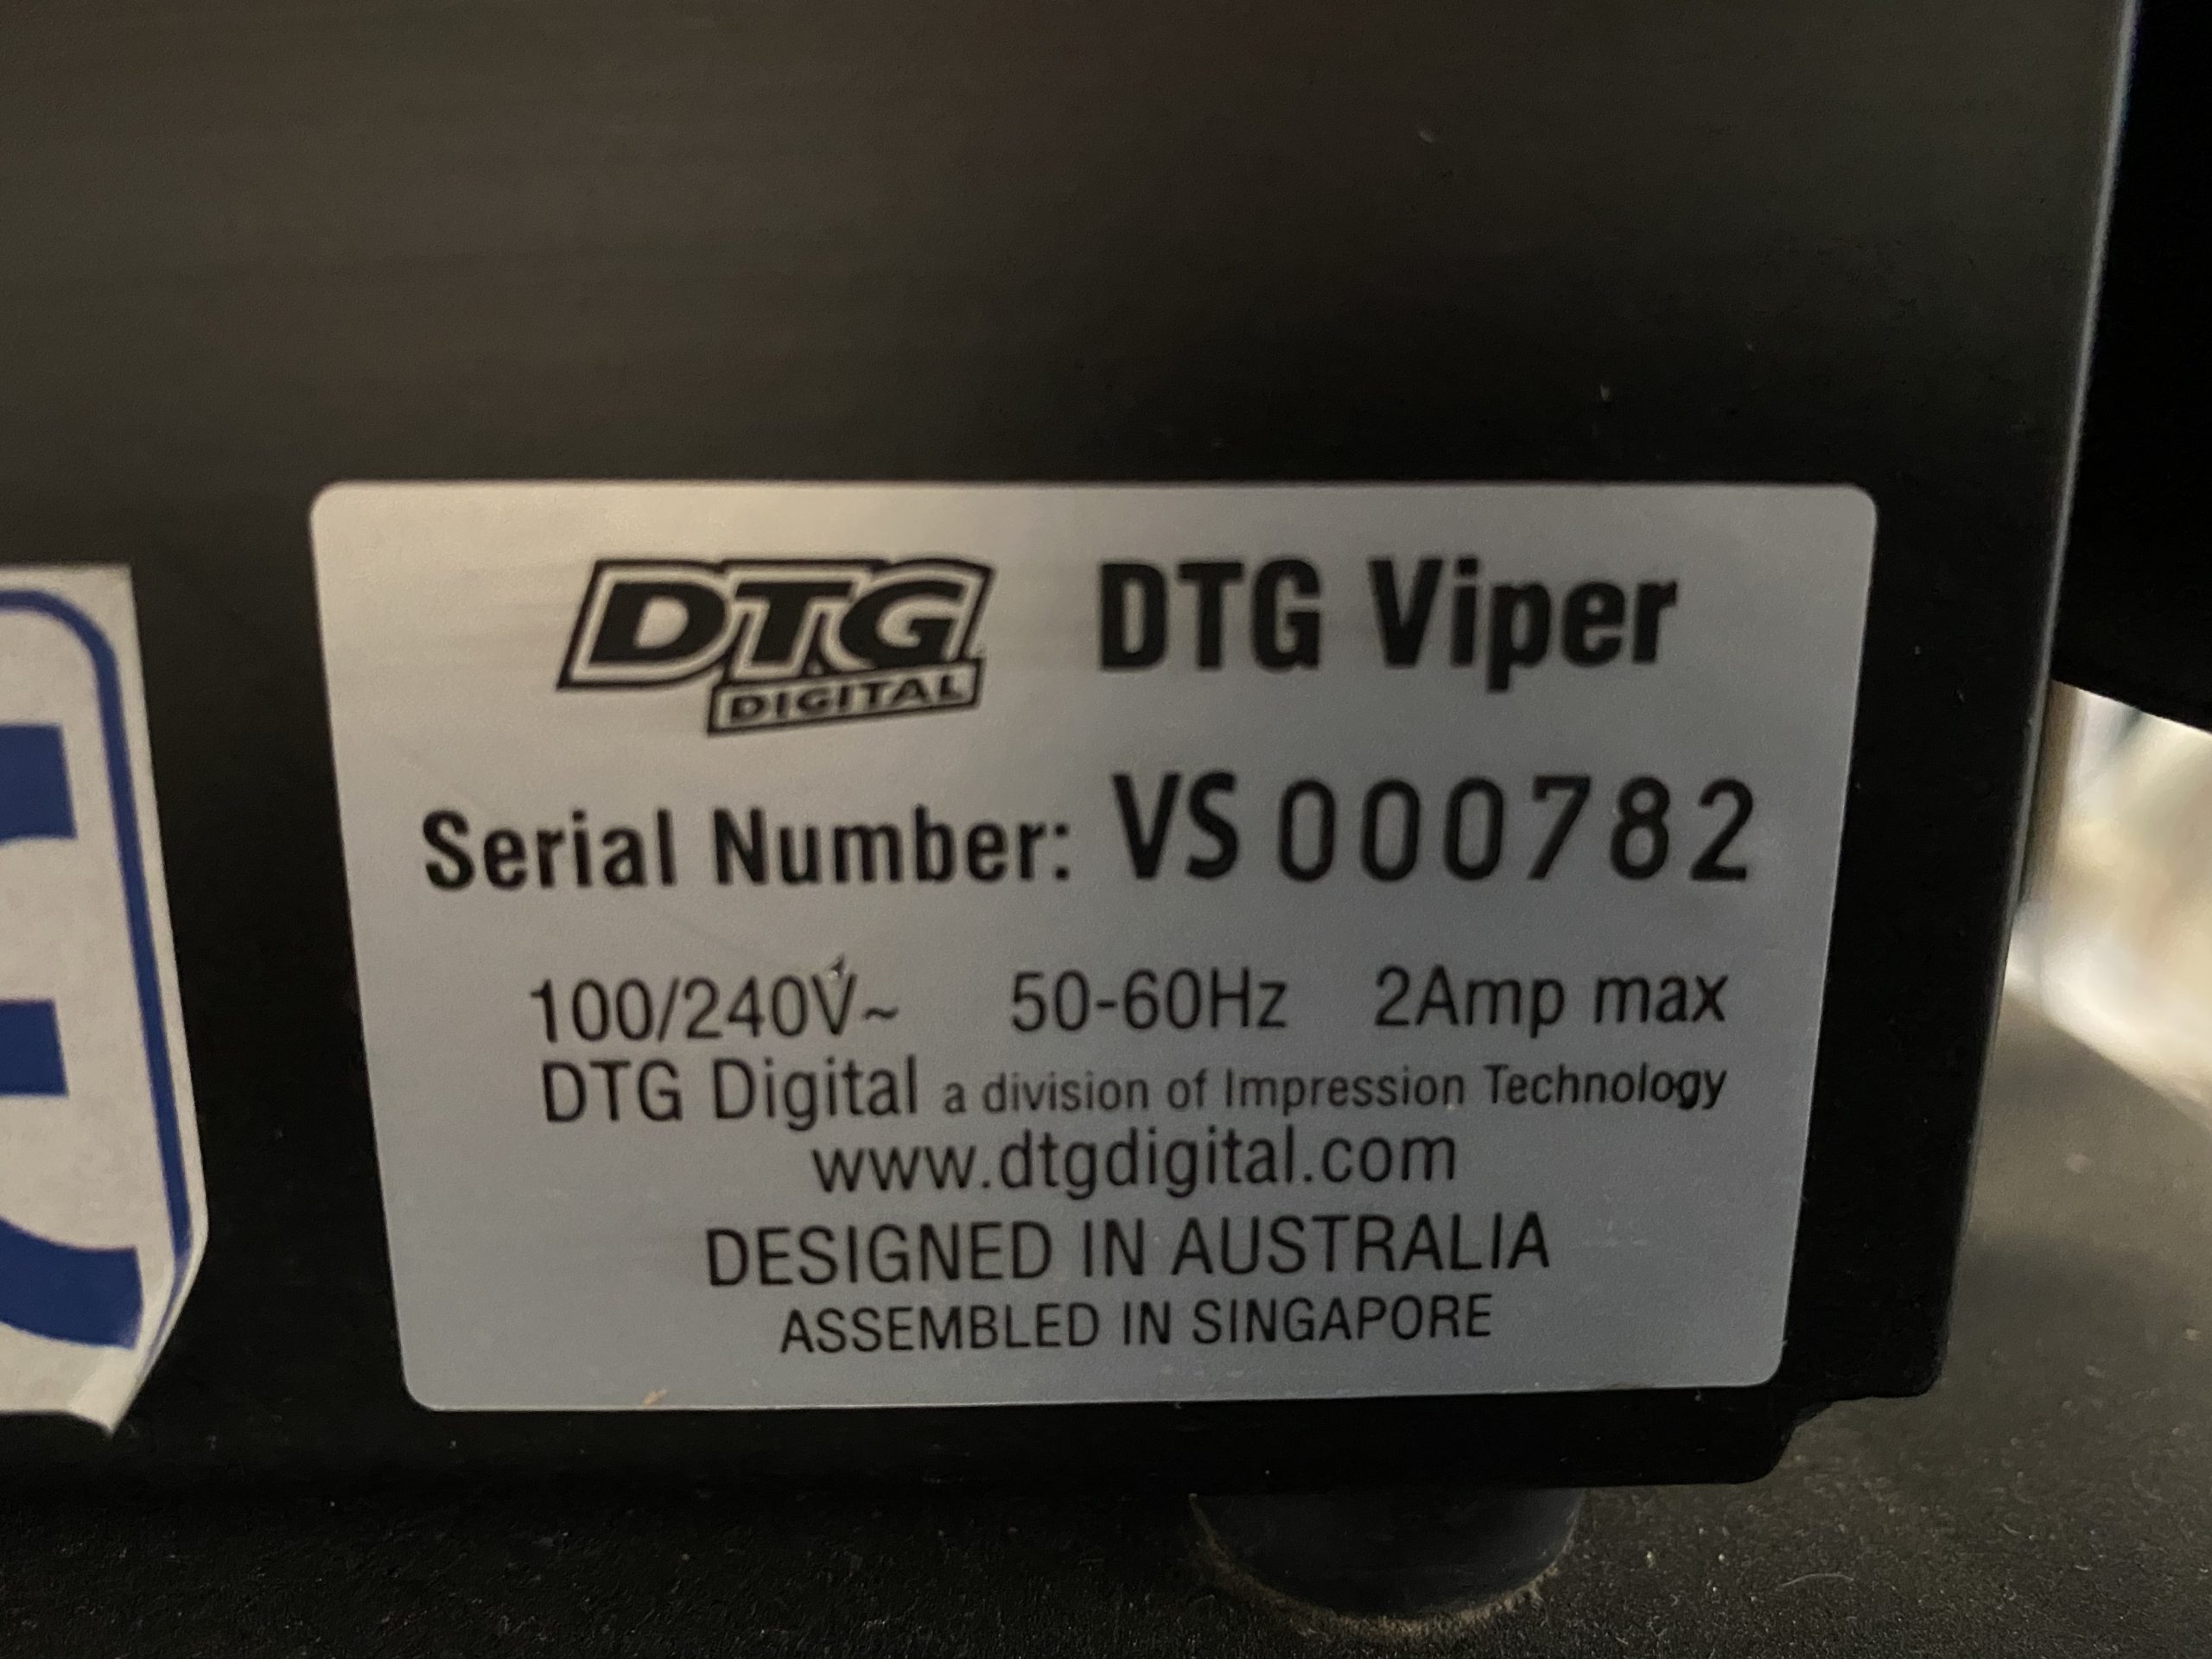 DTG DIGITAL DTG Viper
Serial Number: VS 000782
100/240V~ 50-60Hz 2Amp max
DTG Digital a division of Impression Technology
www.dtgdigital.com
DESIGNED IN AUSTRALIA
ASSEMBLED IN SINGAPORE